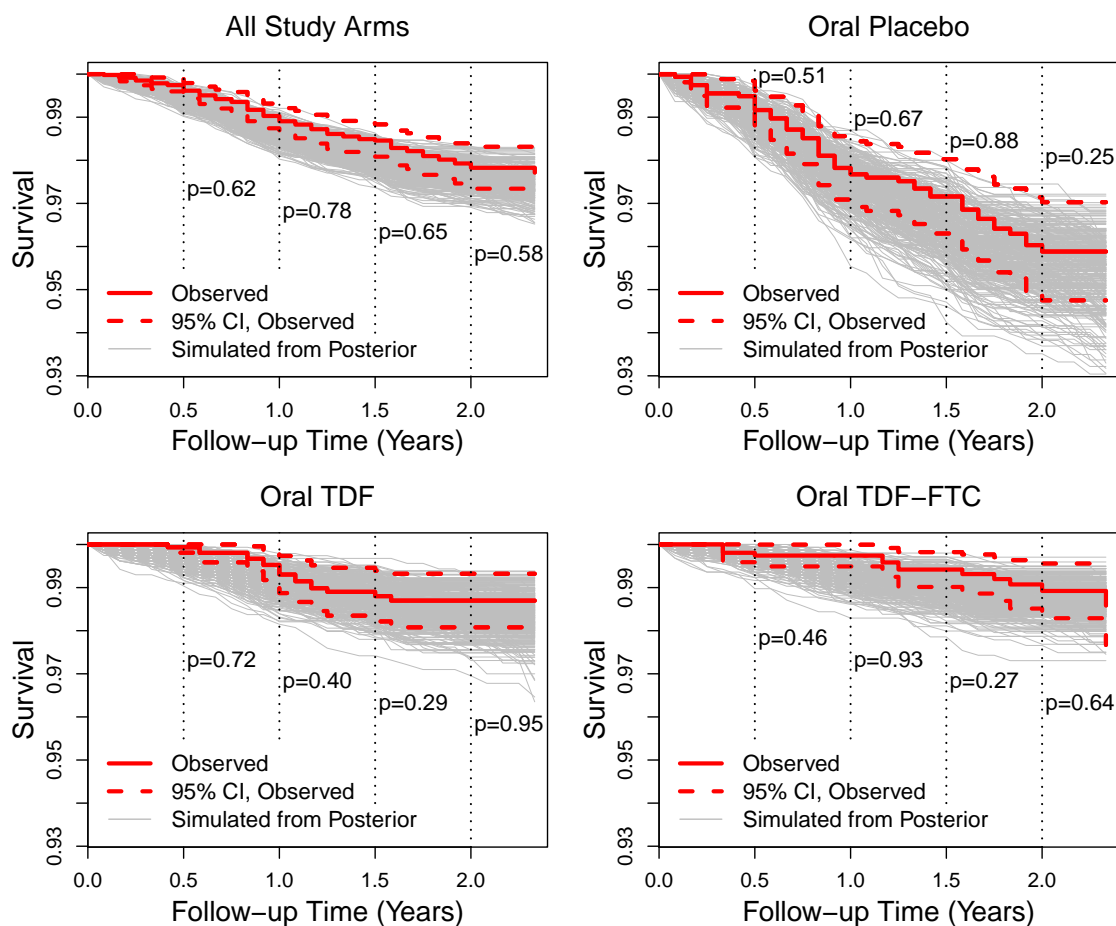 All Study Arms
Survival
0.99
0.97
0.95
0.93
p=0.62
p=0.78
p=0.65
p=0.58
Observed
95% CI, Observed
Simulated from Posterior
0.0 0.5 1.0 1.5 2.0
Follow−up Time (Years)
Oral Placebo
Survival
0.99
0.97
0.95
0.93
p=0.51
p=0.67
p=0.88
p=0.25
Observed
95% CI, Observed
Simulated from Posterior
0.0 0.5 1.0 1.5 2.0
Follow−up Time (Years)
Oral TDF
Survival
0.99
0.97
0.95
0.93
p=0.72
p=0.40
p=0.29
p=0.95
Observed
95% CI, Observed
Simulated from Posterior
0.0 0.5 1.0 1.5 2.0
Follow−up Time (Years)
Oral TDF−FTC
Survival
0.99
0.97
0.95
0.93
p=0.46
p=0.93
p=0.27
p=0.64
Observed
95% CI, Observed
Simulated from Posterior
0.0 0.5 1.0 1.5 2.0
Follow−up Time (Years)